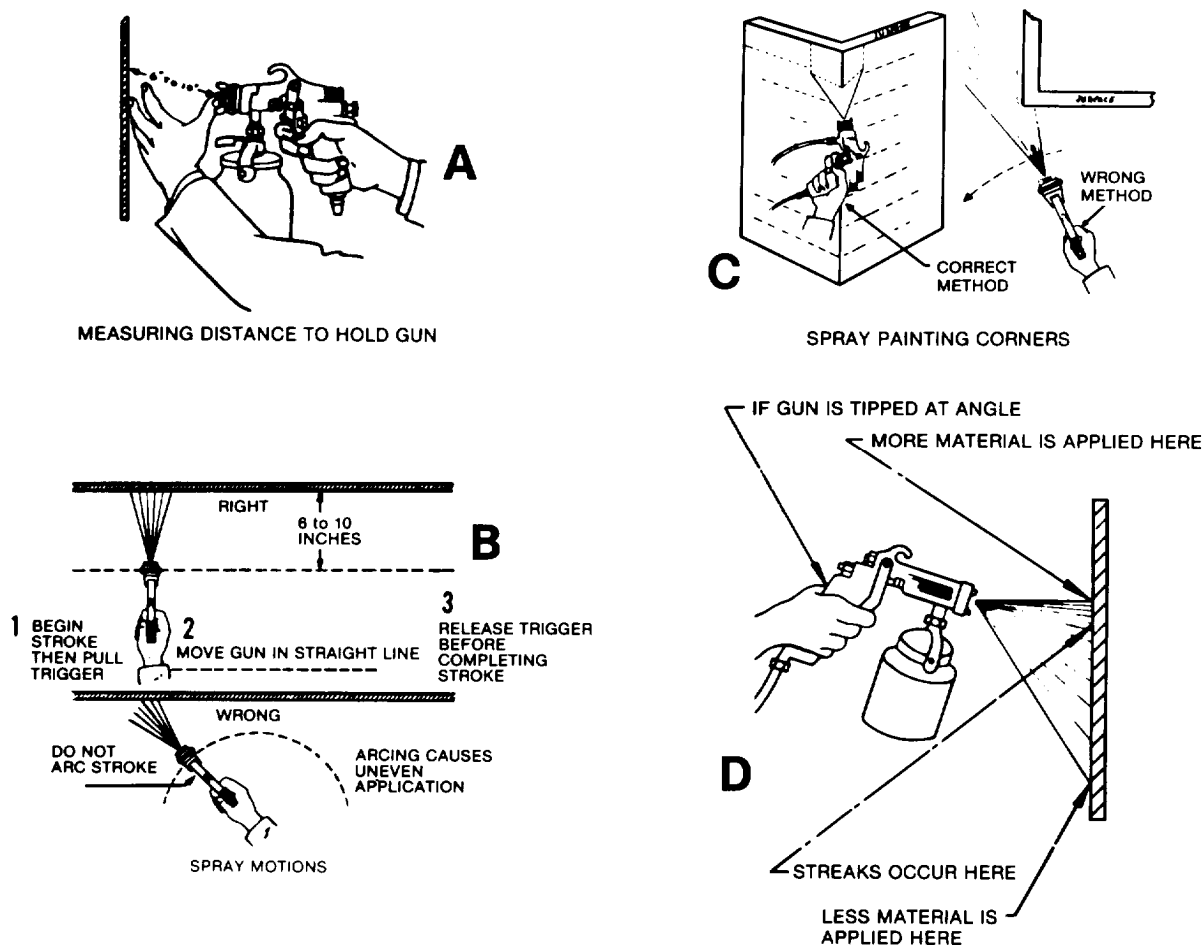 A
MEASURING DISTANCE TO HOLD GUN
C
SURFACE
WRONG
METHOD
CORRECT
METHOD
SPRAY PAINTING CORNERS
B
RIGHT
6 to 10
INCHES
1 BEGIN
STROKE
THEN PULL
TRIGGER
2
MOVE GUN IN STRAIGHT LINE
3
RELEASE TRIGGER
BEFORE
COMPLETING
STROKE
WRONG
DO NOT
ARC STROKE
ARCING CAUSES
UNEVEN
APPLICATION
SPRAY MOTIONS
D
IF GUN IS TIPPED AT ANGLE
MORE MATERIAL IS APPLIED HERE
STREAKS OCCUR HERE
LESS MATERIAL IS
APPLIED HERE